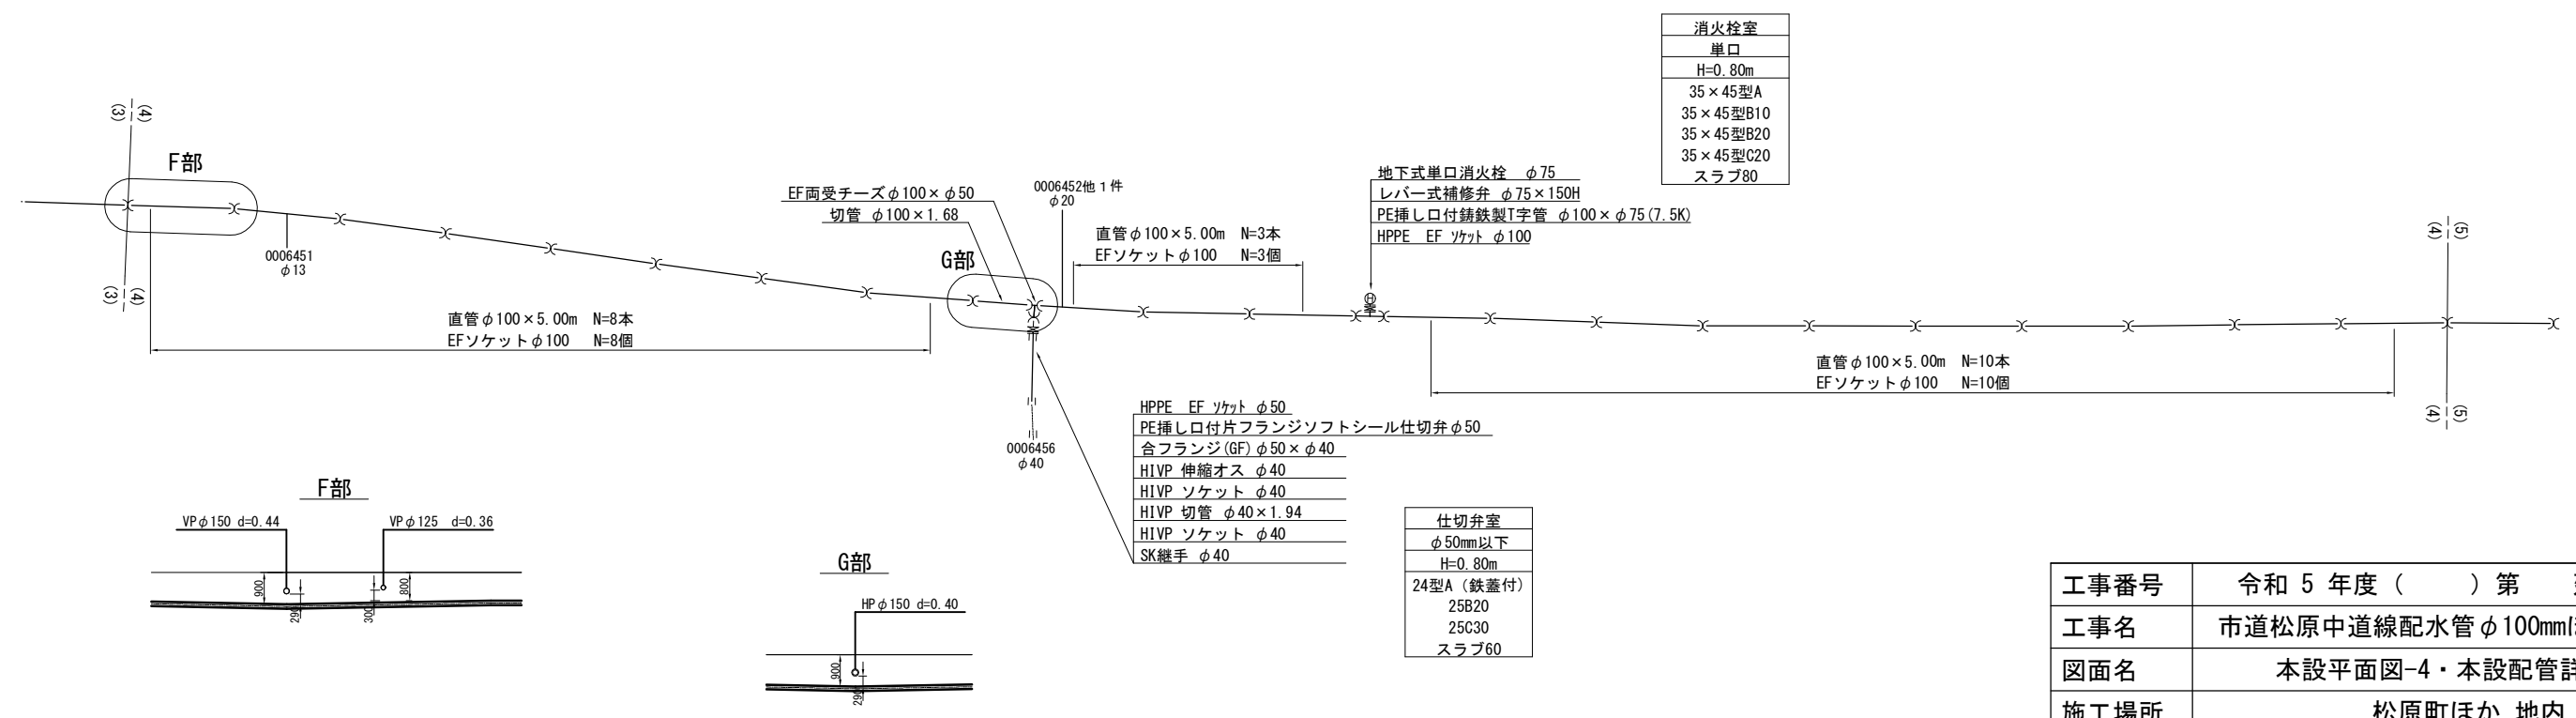 消火栓室
単口
H=0.80m
35×45型A
35×45型B10
35×45型B20
35×45型C20
スラブ80
(3) (4)
F部
(3) (4)
0006451
φ13
直管φ100×5.00m N=8本
EFソケットφ100 N=8個
EF両受チーズφ100×φ50
切管 φ100×1.68
G部
0006452他1件
φ20
直管φ100×5.00m N=3本
EFソケットφ100 N=3個
地下式単口消火栓 φ75
レバー式補修弁 φ75×150H
PE挿し口付鋳鉄製T字管 φ100×φ75(7.5K)
HPPE EF ソケット φ100
H
(4) (5)
直管φ100×5.00m N=10本
EFソケットφ100 N=10個
(4) (5)
0006456
φ40
HPPE EF ソケット φ50
PE挿し口付片フランジソフトシール仕切弁φ50
合フランジ(GF)φ50×φ40
HIVP 伸縮オス φ40
HIVP ソケット φ40
HIVP 切管 φ40×1.94
HIVP ソケット φ40
SK継手 φ40
仕切弁室
φ50mm以下
H=0.80m
24型A（鉄蓋付）
25B20
25C30
スラブ60
F部
VPφ150 d=0.44
VPφ125 d=0.36
900
290
300
800
G部
HPφ150 d=0.40
900
290
工事番号 令和 5 年度（ ）第
工事名 市道松原中道線配水管φ100mm
図面名 本設平面図-4・本設配管詳
施工場所 松原町ほか 地内